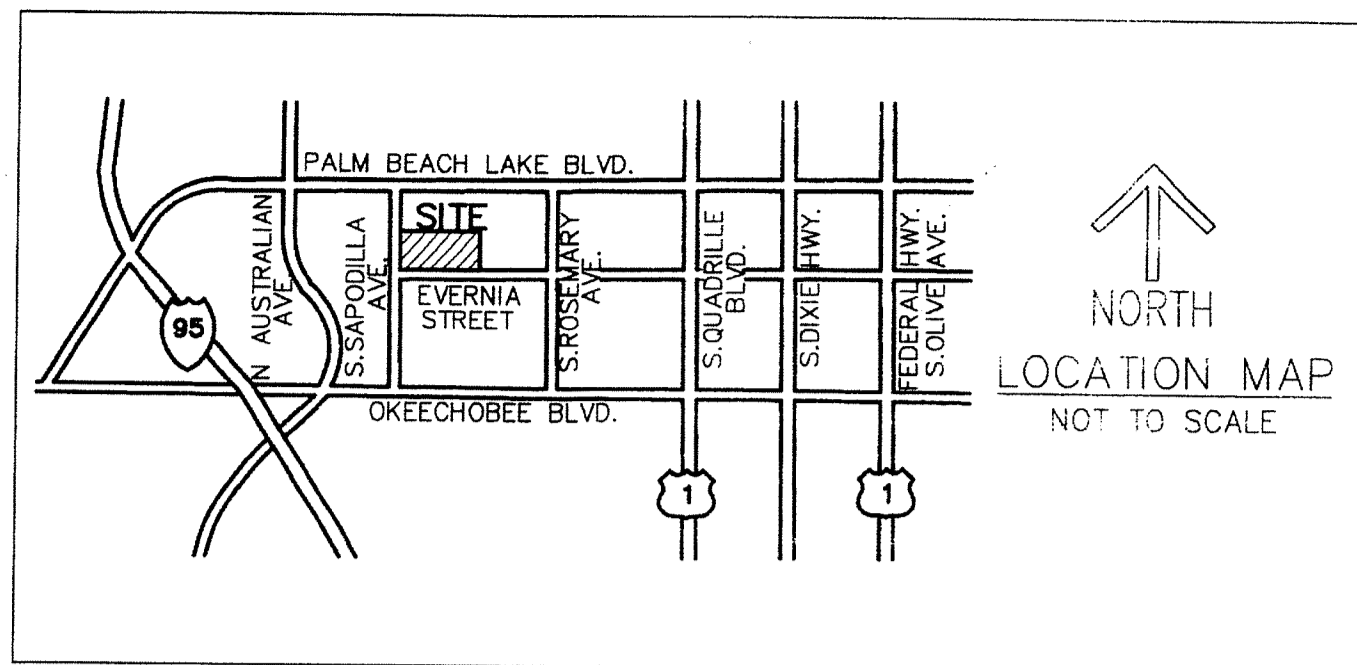 PALM BEACH LAKE BLVD.
SITE
N AUSTRALIAN
AVE
S.SAPODILLA
AVE.
EVERNIA
STREET
S.ROSEMARY
AVE.
S.QUADRILLE
BLVD.
S.DIXIE HWY.
FEDERAL HWY.
S.OLIVE AVE.
95
OKEECHOBEE BLVD.
1
1
NORTH
LOCATION MAP
NOT TO SCALE